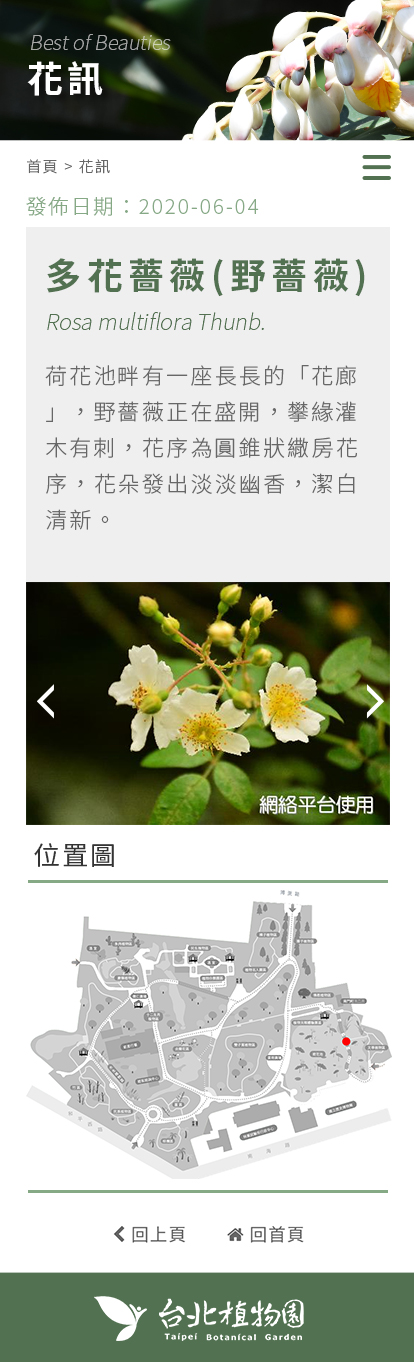 Best of Beauties
花訊
首頁 > 花訊
發佈日期：2020-06-04
多花薔薇(野薔薇)
Rosa multiflora Thunb.
荷花池畔有一座長長的「花廊
」，野薔薇正在盛開，攀緣灌
木有刺，花序為圓錐狀繖房花
序，花朵發出淡淡幽香，潔白
清新。
網絡平台使用
位置圖
回上頁 回首頁
台北植物園
Taipei Botanical Garden